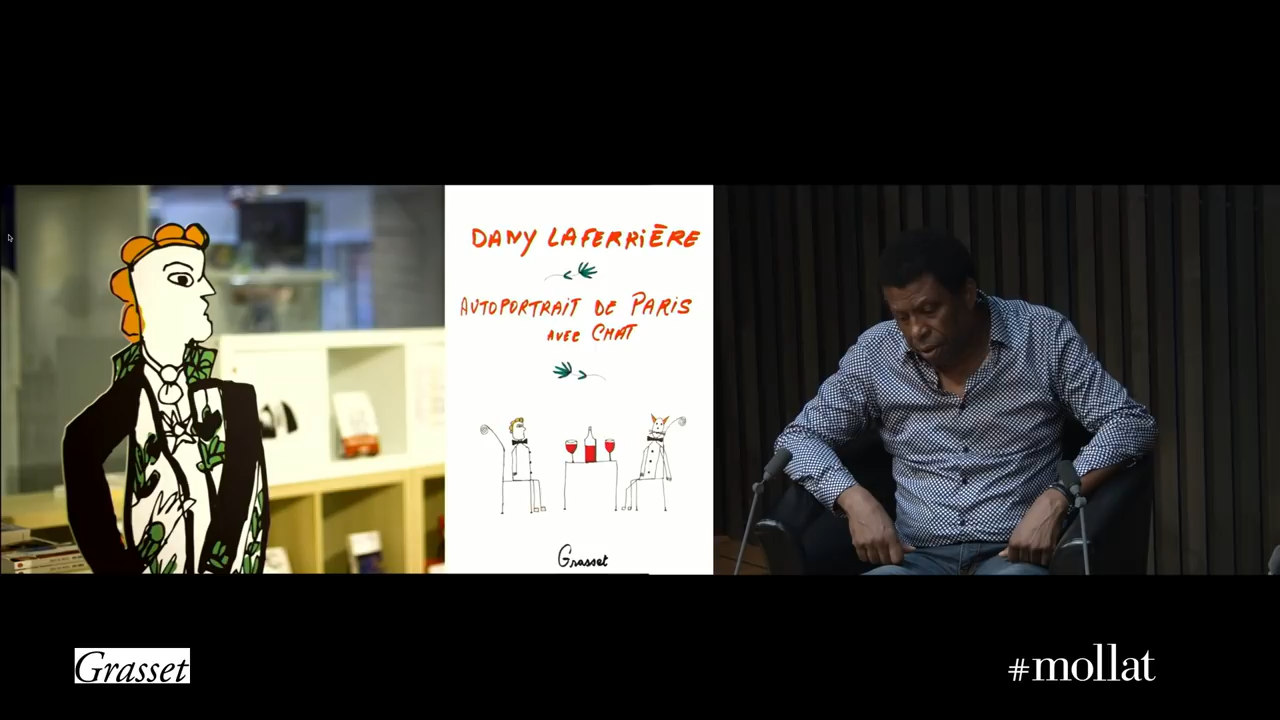 DANY LAFERRIÈRE
AUTOPORTRAIT DE PARIS
AVEC CHAT
Grasset
Grasset
#mollat